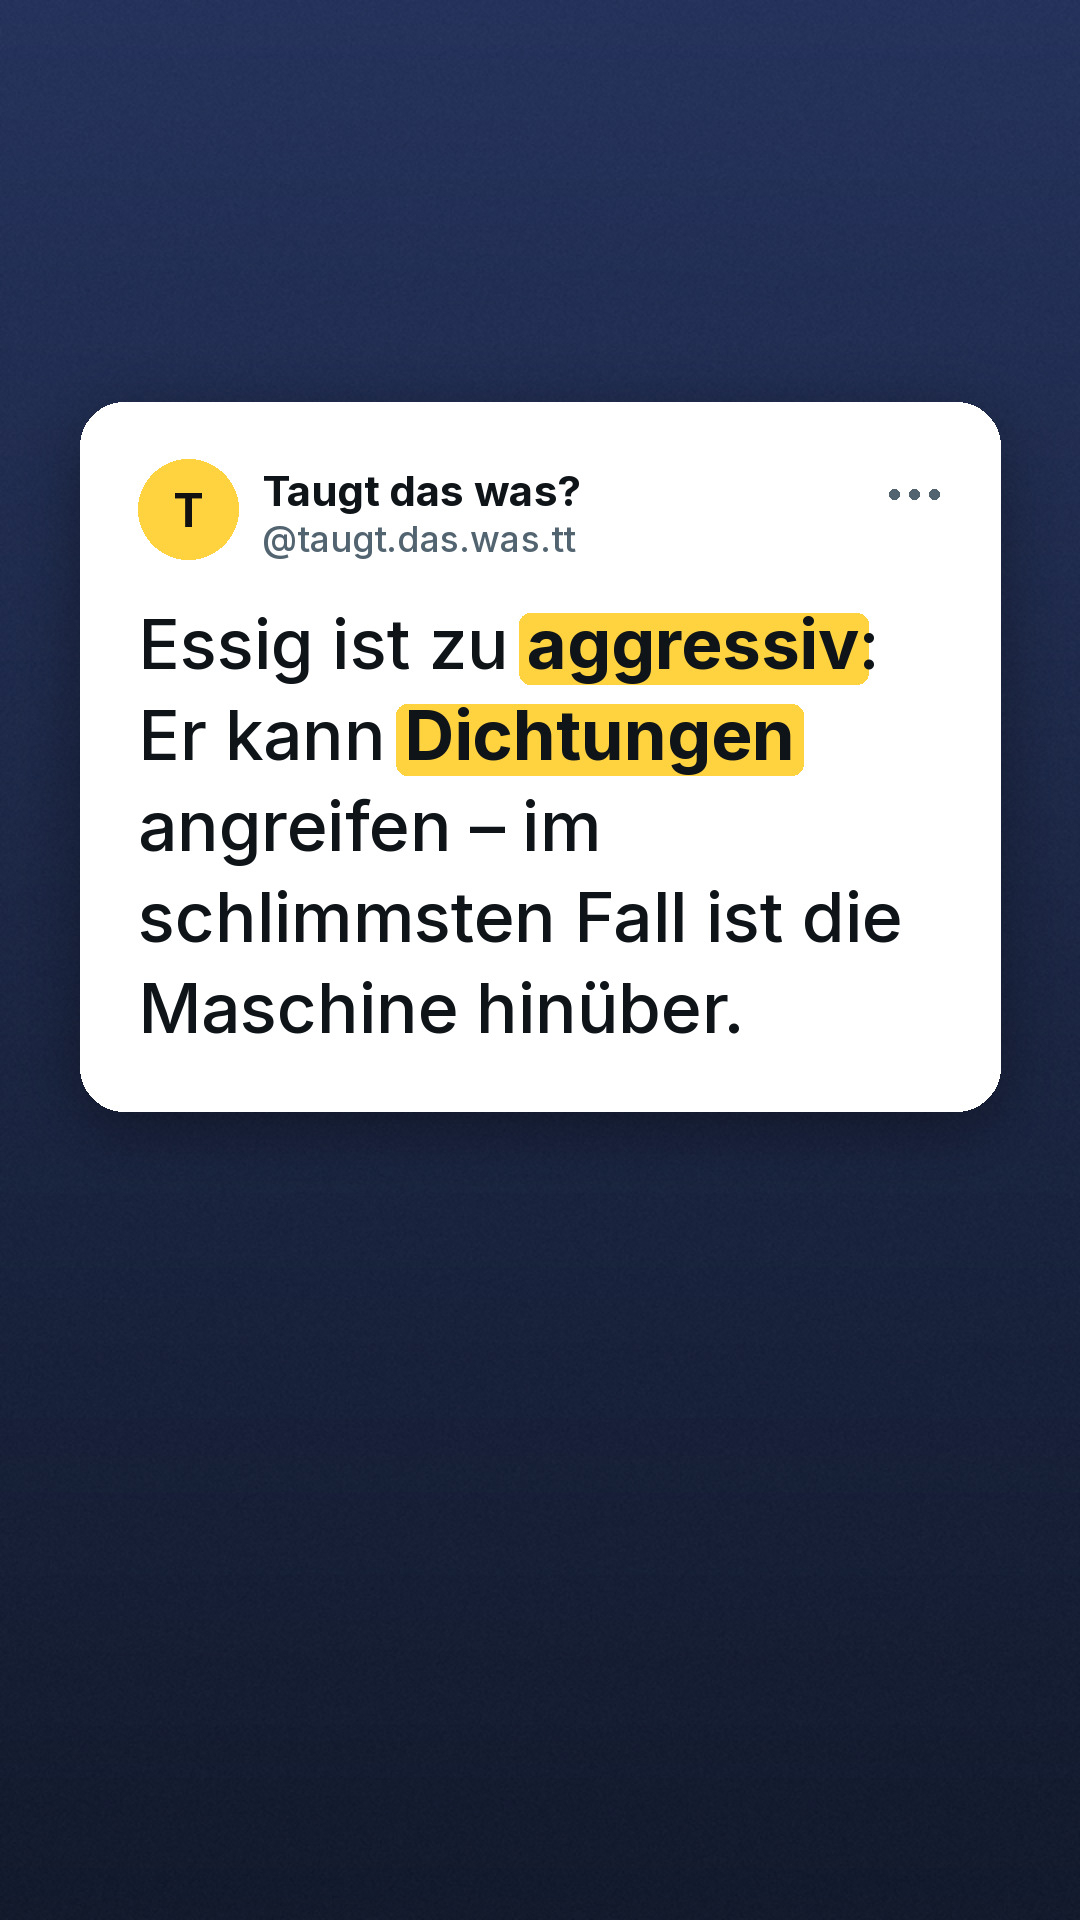 T
Taugt das was?
@taugt.das.was.tt
Essig ist zu aggressiv:
Er kann Dichtungen
angreifen – im
schlimmsten Fall ist die
Maschine hinüber.